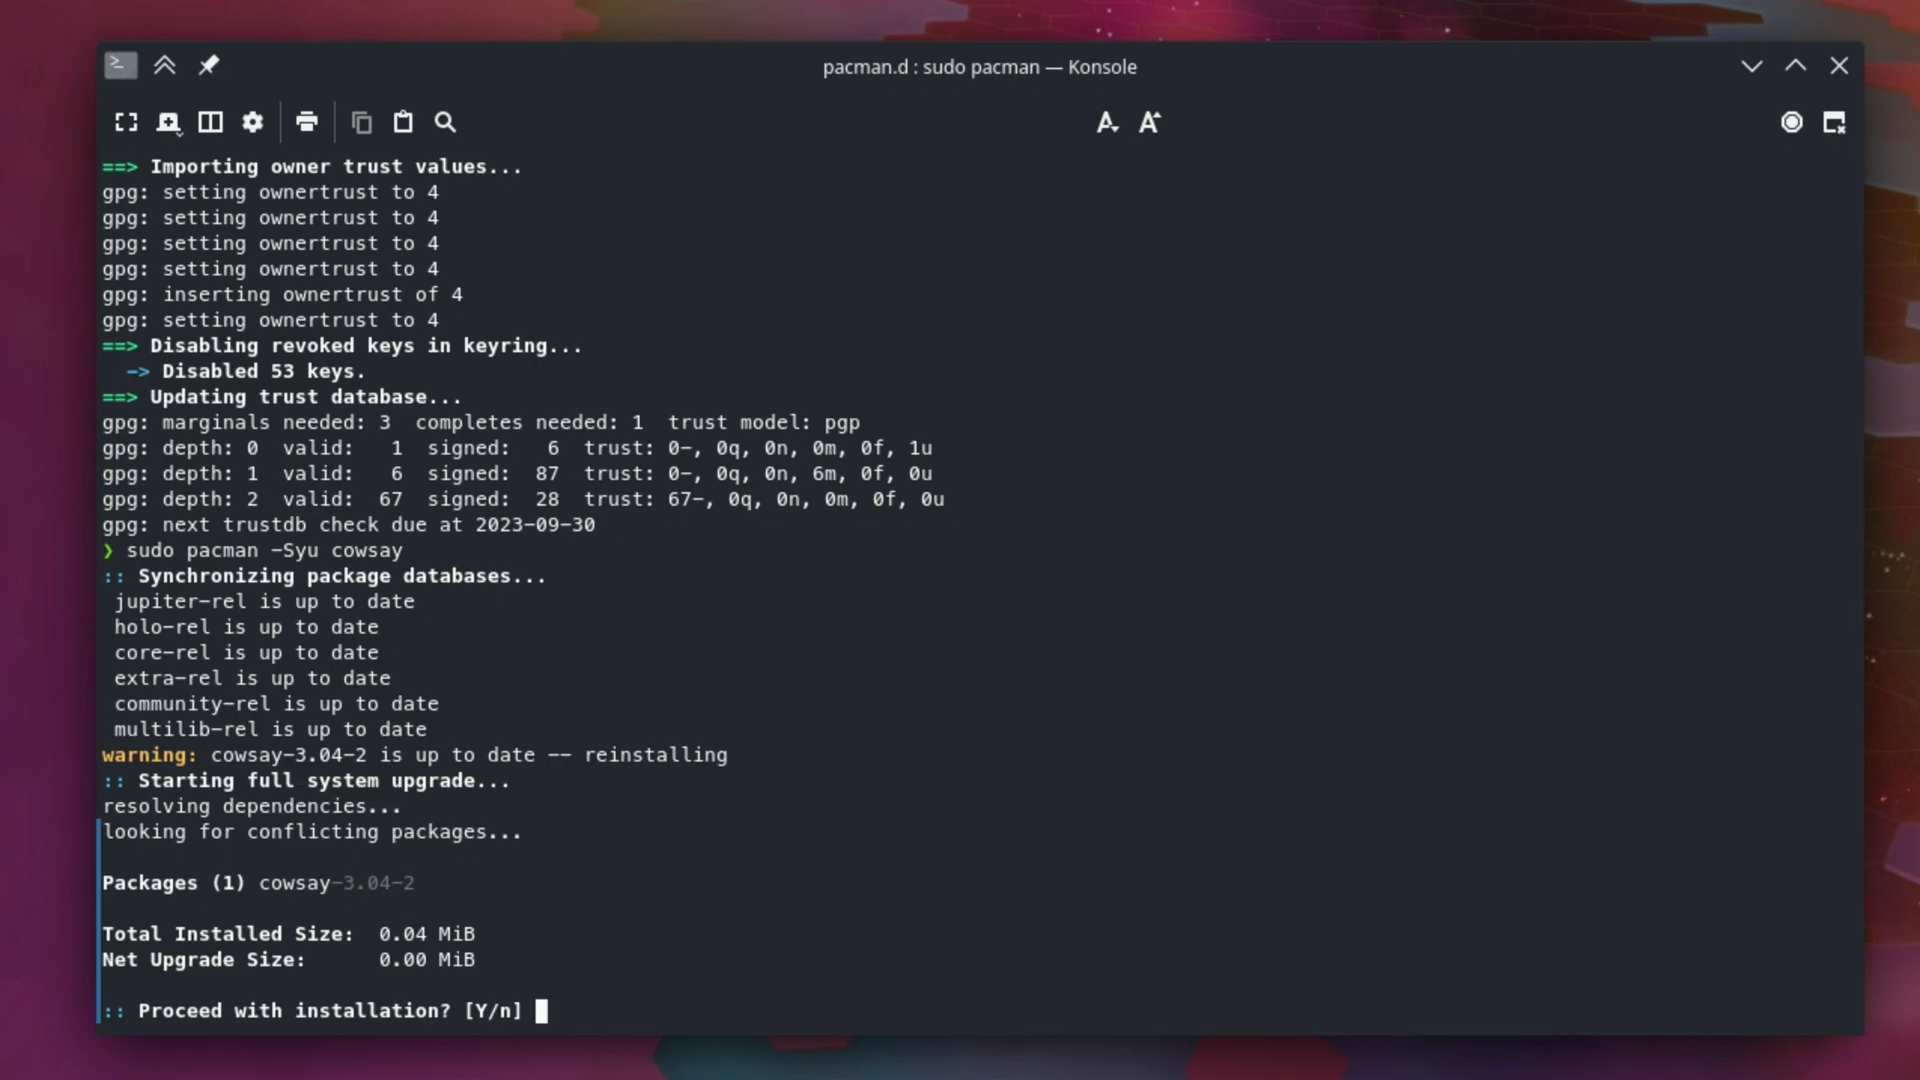 pacman.d : sudo pacman — Konsole
==> Importing owner trust values...
gpg: setting ownertrust to 4
gpg: setting ownertrust to 4
gpg: setting ownertrust to 4
gpg: setting ownertrust to 4
gpg: inserting ownertrust of 4
gpg: setting ownertrust to 4
==> Disabling revoked keys in keyring...
  -> Disabled 53 keys.
==> Updating trust database...
gpg: marginals needed: 3  completes needed: 1  trust model: pgp
gpg: depth: 0  valid:   1  signed:   6  trust: 0-, 0q, 0n, 0m, 0f, 1u
gpg: depth: 1  valid:   6  signed:  87  trust: 0-, 0q, 0n, 6m, 0f, 0u
gpg: depth: 2  valid:  67  signed:  28  trust: 67-, 0q, 0n, 0m, 0f, 0u
gpg: next trustdb check due at 2023-09-30
❯ sudo pacman -Syu cowsay
:: Synchronizing package databases...
 jupiter-rel is up to date
 holo-rel is up to date
 core-rel is up to date
 extra-rel is up to date
 community-rel is up to date
 multilib-rel is up to date
warning: cowsay-3.04-2 is up to date -- reinstalling
:: Starting full system upgrade...
resolving dependencies...
looking for conflicting packages...
Packages (1) cowsay-3.04-2
Total Installed Size:  0.04 MiB
Net Upgrade Size:      0.00 MiB
:: Proceed with installation? [Y/n]